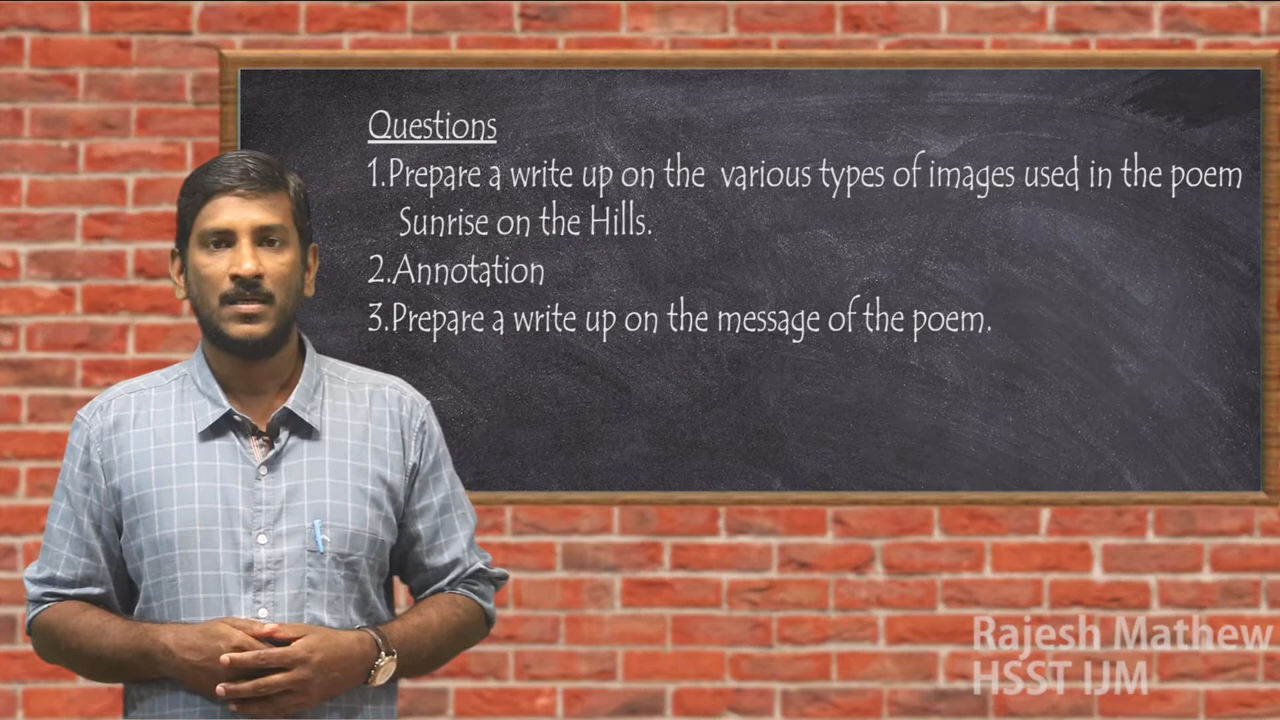 Questions
1.Prepare a write up on the various types of images used in the poem
Sunrise on the Hills.
2.Annotation
3.Prepare a write up on the message of the poem.
Rajesh Mathew
HSST IJM